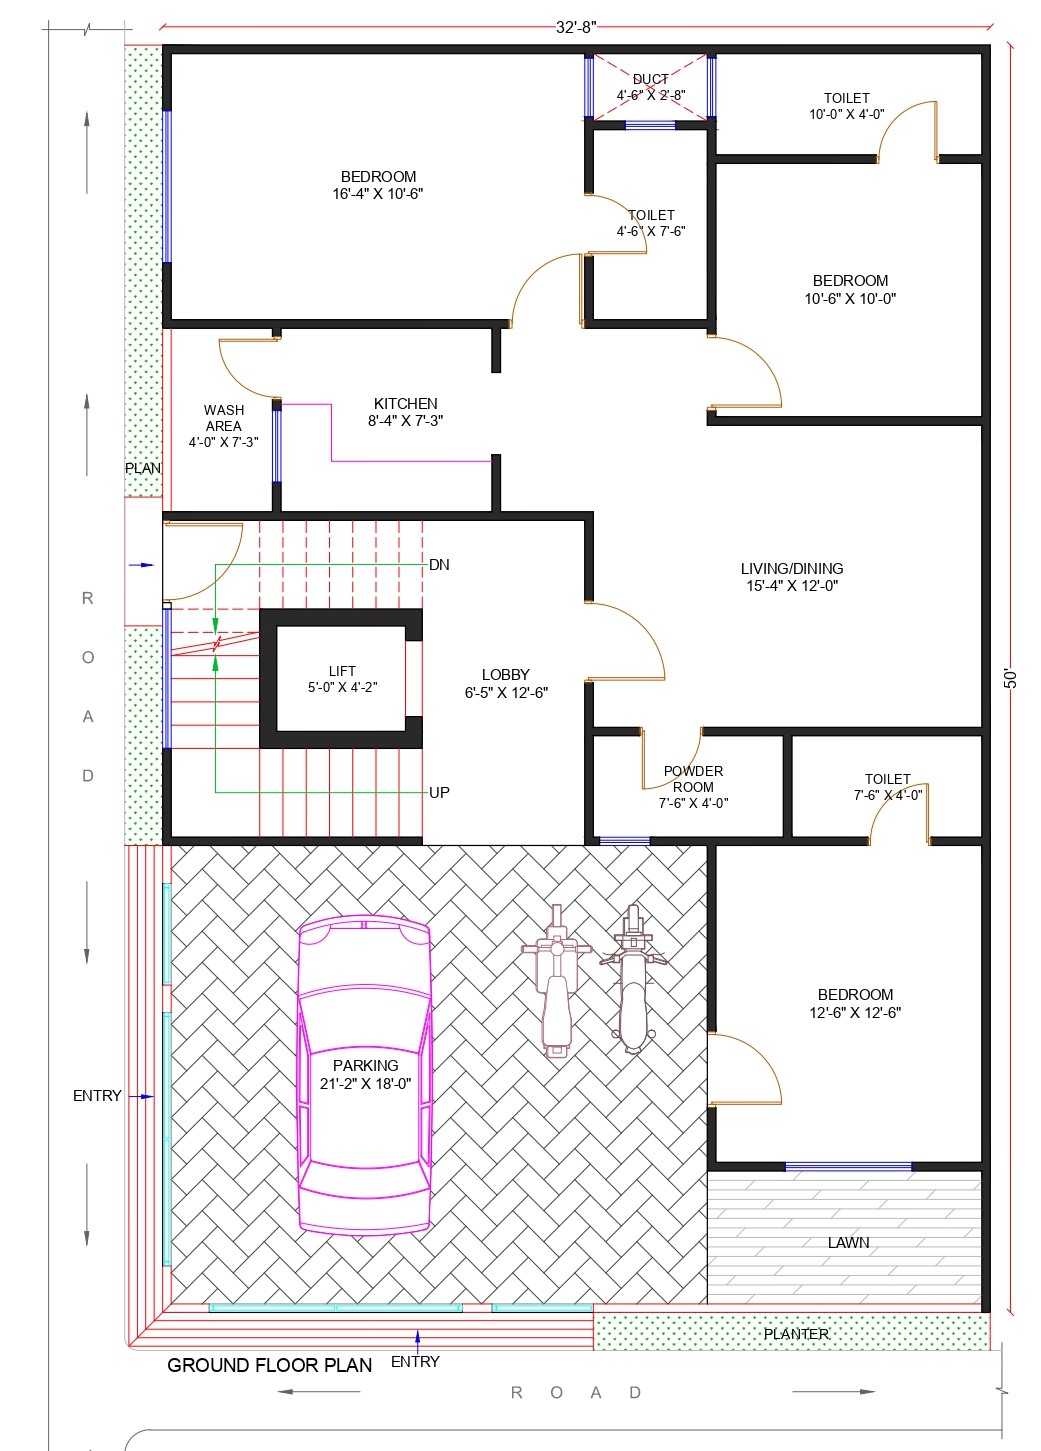 32'-8"
DUCT
4'-6" X 2'-8"
TOILET
10'-0" X 4'-0"
BEDROOM
16'-4" X 10'-6"
TOILET
4'-6" X 7'-6"
BEDROOM
10'-6" X 10'-0"
WASH
AREA
4'-0" X 7'-3"
KITCHEN
8'-4" X 7'-3"
PLAN
DN
LIVING/DINING
15'-4" X 12'-0"
R
O
A
D
LIFT
5'-0" X 4'-2"
LOBBY
6'-5" X 12'-6"
50'
UP
POWDER
ROOM
7'-6" X 4'-0"
TOILET
7'-6" X 4'-0"
BEDROOM
12'-6" X 12'-6"
PARKING
21'-2" X 18'-0"
ENTRY
LAWN
PLANTER
GROUND FLOOR PLAN
ENTRY
R O A D